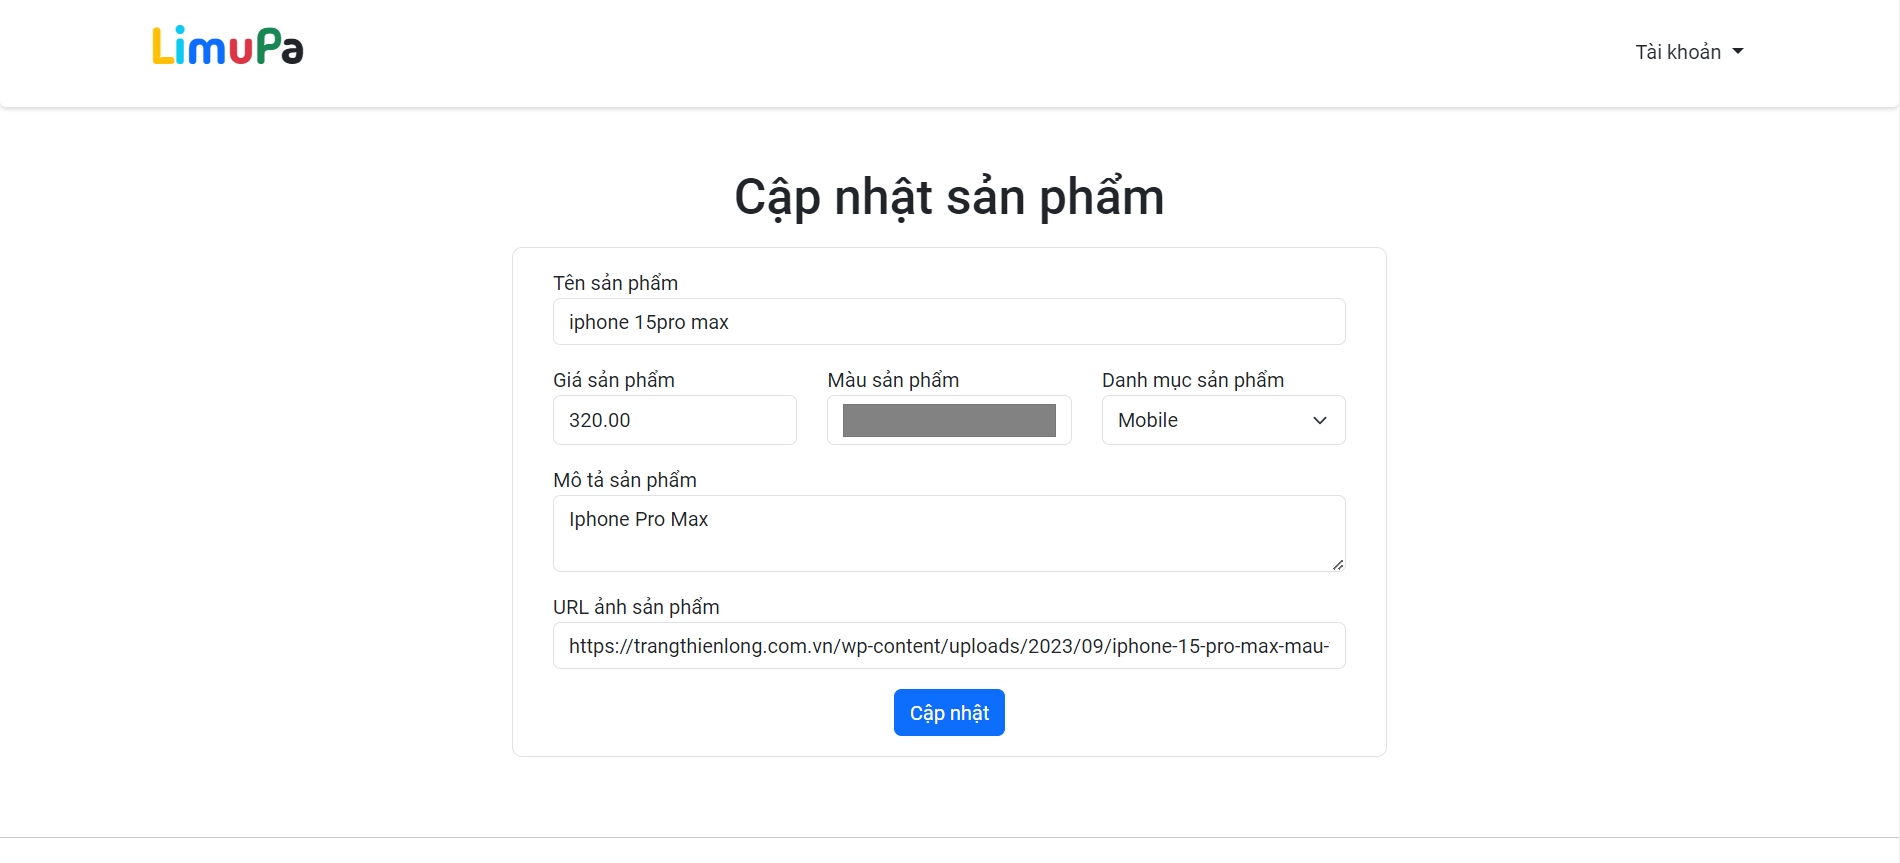 LimuPa
Tài khoản
Cập nhật sản phẩm
Tên sản phẩm
iphone 15pro max
Giá sản phẩm
Màu sản phẩm
Danh mục sản phẩm
320.00
Mobile
Mô tả sản phẩm
Iphone Pro Max
URL ảnh sản phẩm
https://trangthienlong.com.vn/wp-content/uploads/2023/09/iphone-15-pro-max-mau-
Cập nhật